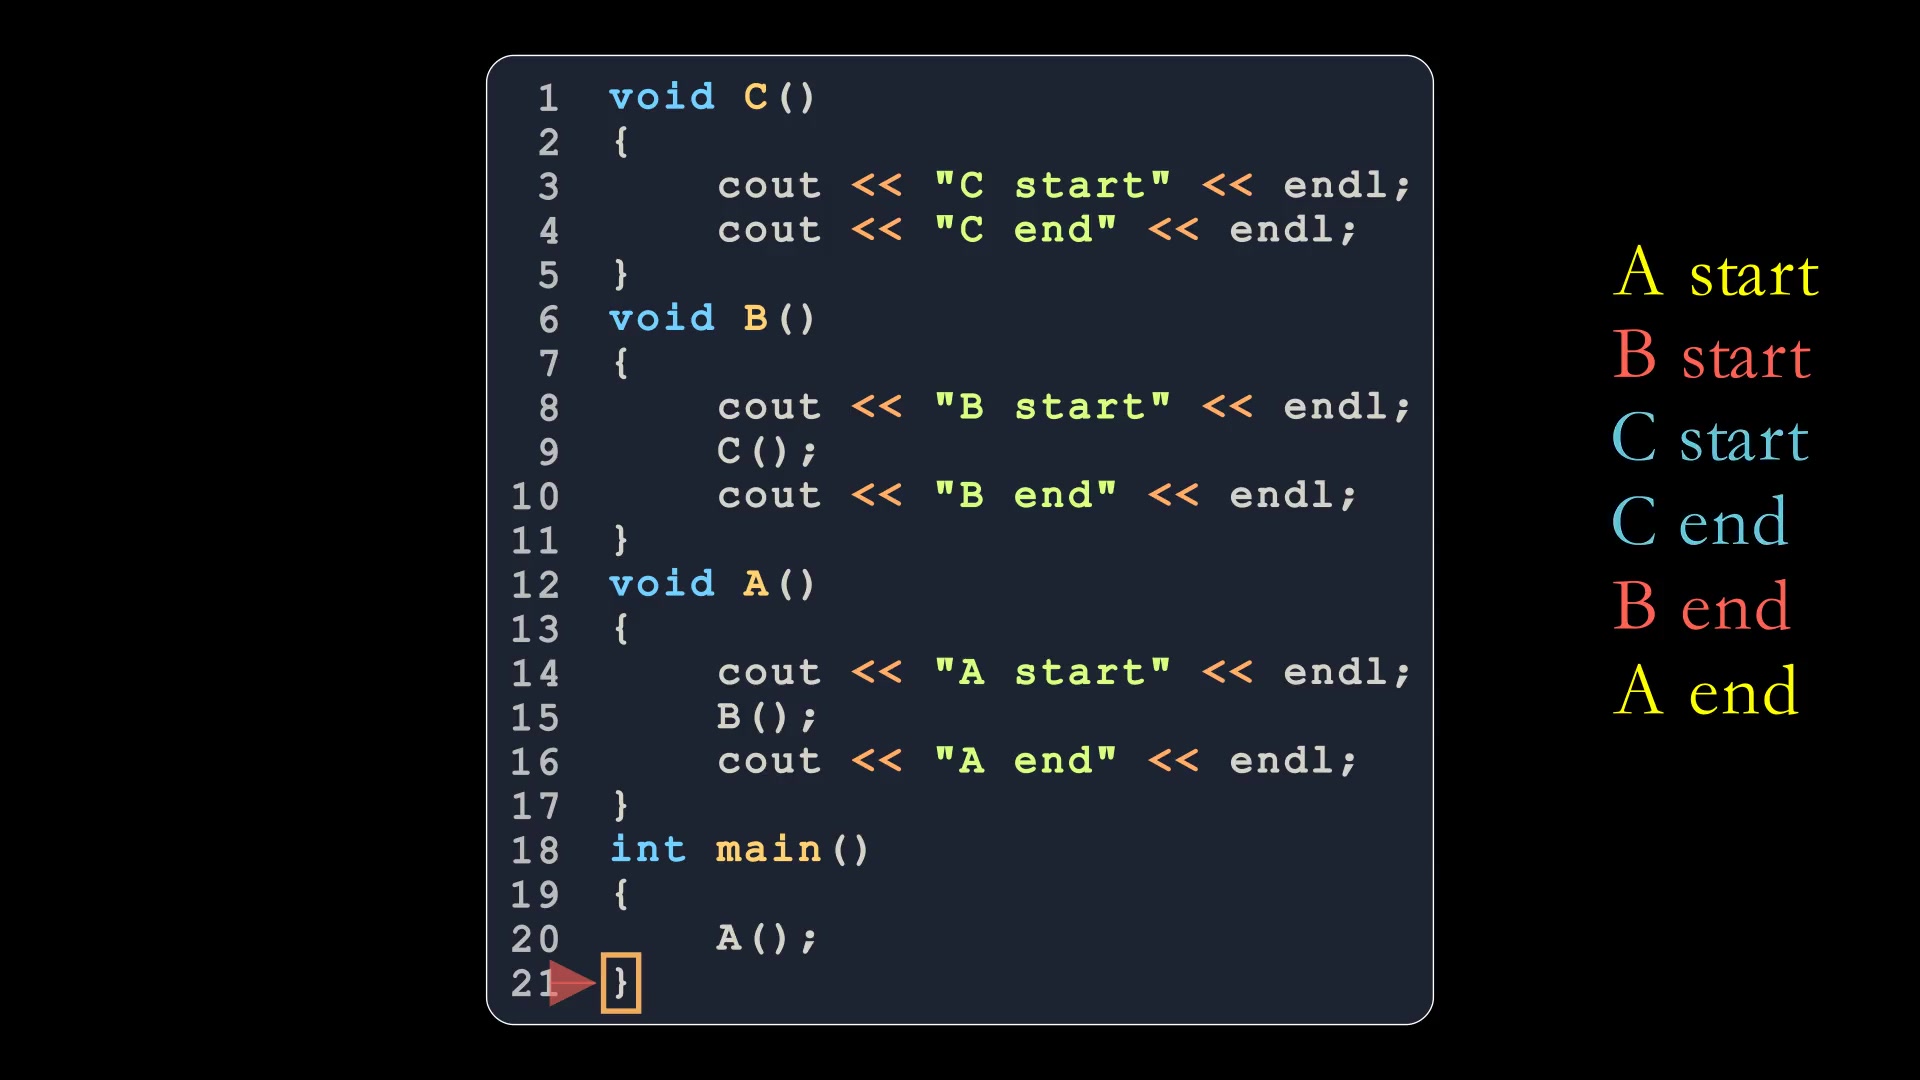 1 void C()
2 {
3 cout << "C start" << endl;
4 cout << "C end" << endl;
5 }
6 void B()
7 {
8 cout << "B start" << endl;
9 C();
10 cout << "B end" << endl;
11 }
12 void A()
13 {
14 cout << "A start" << endl;
15 B();
16 cout << "A end" << endl;
17 }
18 int main()
19 {
20 A();
21 }
A start
B start
C start
C end
B end
A end